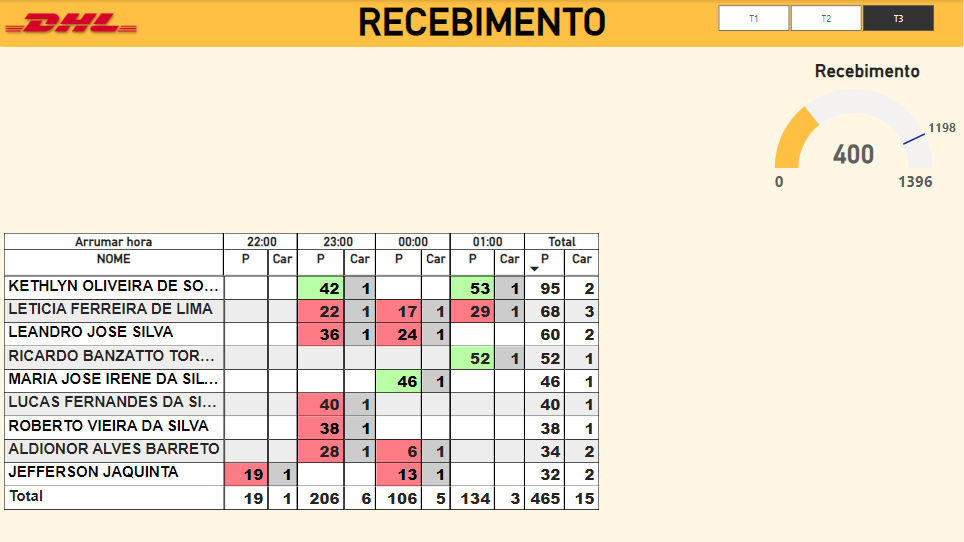 DHL RECEBIMENTO T1 T2 T3
Recebimento
1198
400
0 1396
Arrumar hora 22:00 23:00 00:00 01:00 Total
NOME P Car P Car P Car P Car P Car
KETHLYN OLIVEIRA DE SO... 42 1 53 1 95 2
LETICIA FERREIRA DE LIMA 22 1 17 1 29 1 68 3
LEANDRO JOSE SILVA 36 1 24 1 60 2
RICARDO BANZATTO TOR... 52 1 52 1
MARIA JOSE IRENE DA SIL... 46 1 46 1
LUCAS FERNANDES DA SI... 40 1 40 1
ROBERTO VIEIRA DA SILVA 38 1 38 1
ALDIONOR ALVES BARRETO 28 1 6 1 34 2
JEFFERSON JAQUINTA 19 1 13 1 32 2
Total 19 1 206 6 106 5 134 3 465 15